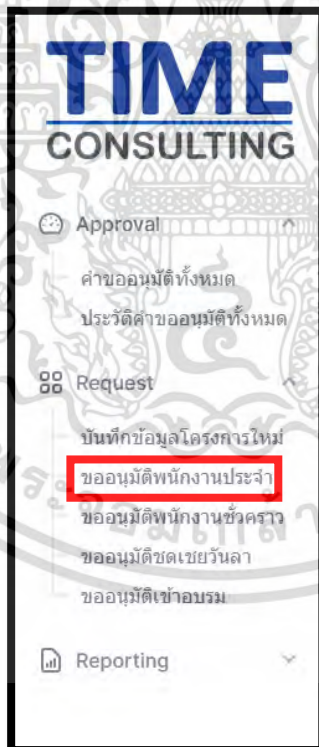 TIME
CONSULTING
Approval
คำขออนุมัติทั้งหมด
ประวัติคำขออนุมัติทั้งหมด
Request
บันทึกข้อมูลโครงการใหม่
ขออนุมัติพนักงานประจำ
ขออนุมัติพนักงานชั่วคราว
ขออนุมัติชดเชยวันลา
ขออนุมัติเข้าอบรม
Reporting